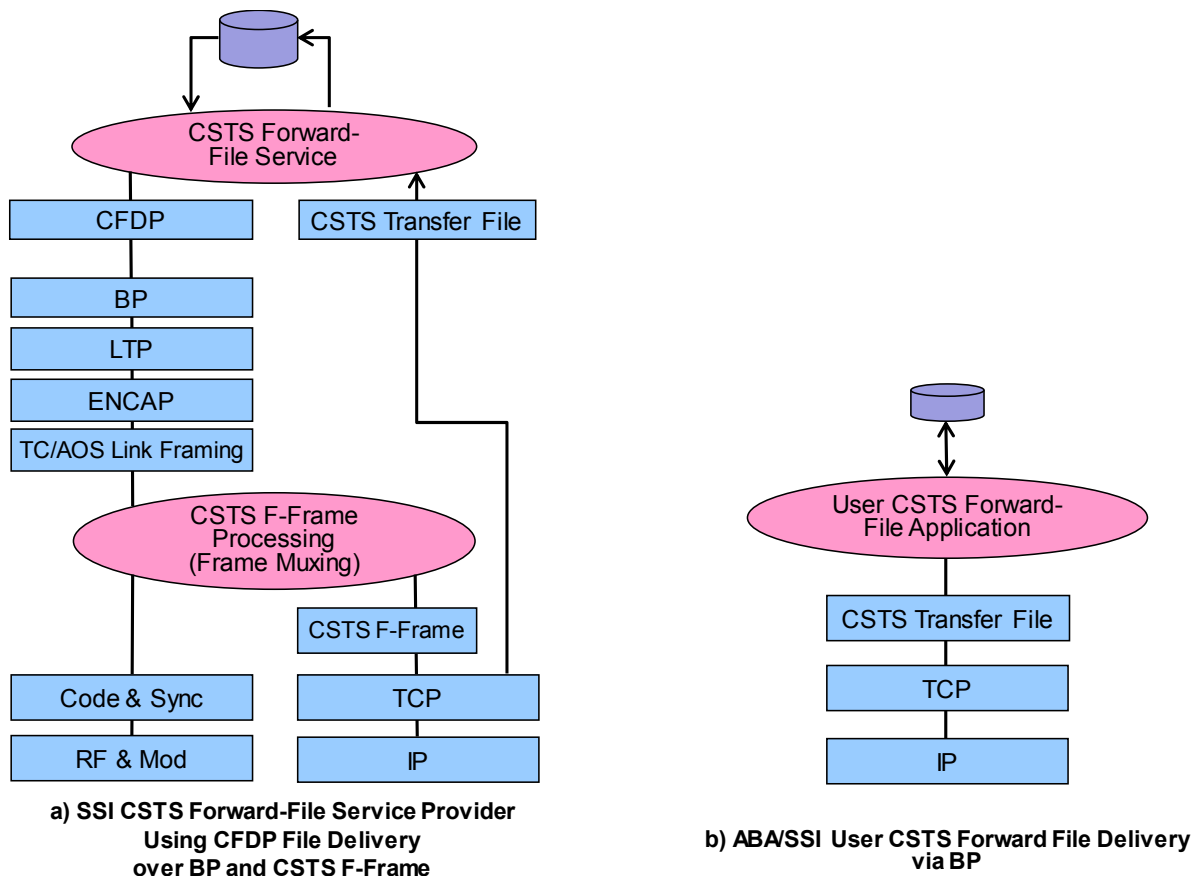 CSTS Forward-
File Service
CFDP
CSTS Transfer File
BP
LTP
ENCAP
TC/AOS Link Framing
CSTS F-Frame
Processing
(Frame Muxing)
CSTS F-Frame
Code & Sync
TCP
RF & Mod
IP
a) SSI CSTS Forward-File Service Provider
Using CFDP File Delivery
over BP and CSTS F-Frame
User CSTS Forward-
File Application
CSTS Transfer File
TCP
IP
b) ABA/SSI User CSTS Forward File Delivery
via BP